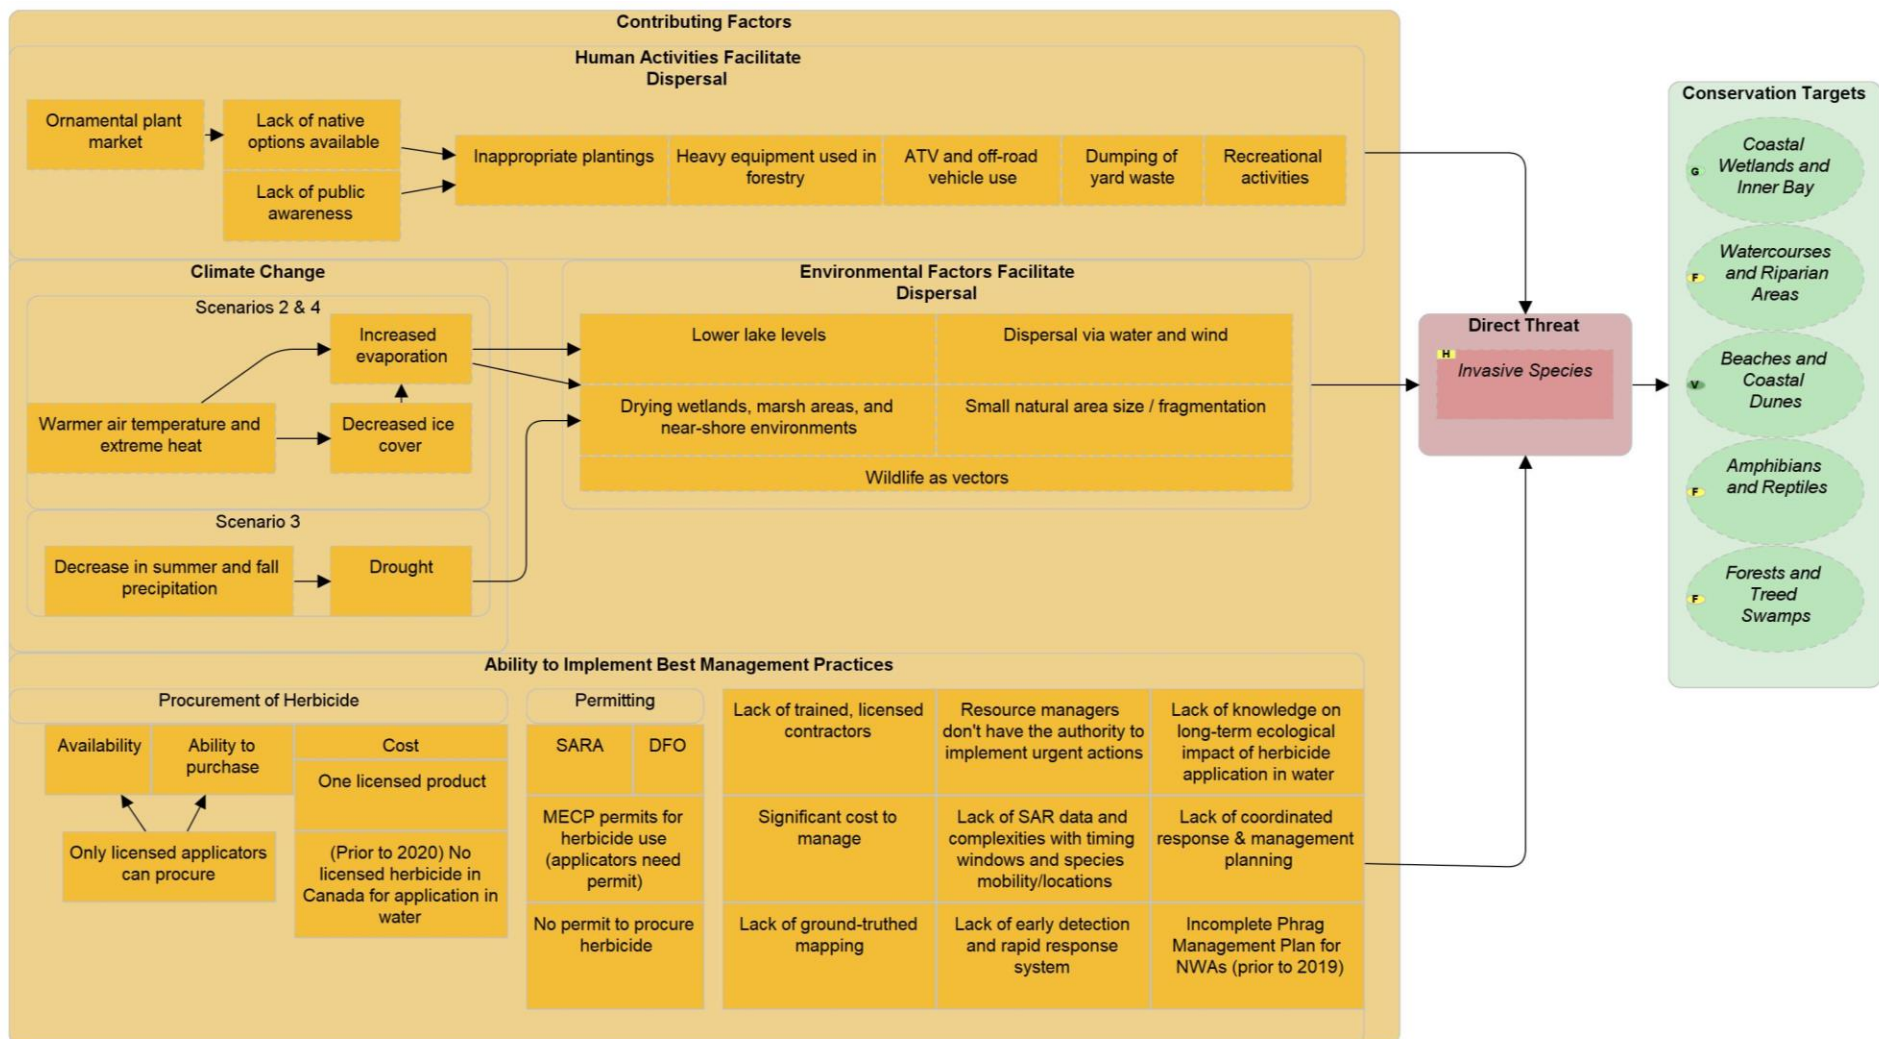 Contributing Factors
Human Activities Facilitate
Dispersal
Ornamental plant
market
Lack of native
options available
Lack of public
awareness
Inappropriate plantings
Heavy equipment used in
forestry
ATV and off-road
vehicle use
Dumping of
yard waste
Recreational
activities
Climate Change
Scenarios 2 & 4
Increased
evaporation
Warmer air temperature and
extreme heat
Decreased ice
cover
Scenario 3
Decrease in summer and fall
precipitation
Drought
Environmental Factors Facilitate
Dispersal
Lower lake levels
Dispersal via water and wind
Drying wetlands, marsh areas, and
near-shore environments
Small natural area size / fragmentation
Wildlife as vectors
Ability to Implement Best Management Practices
Procurement of Herbicide
Availability
Ability to
purchase
Cost
One licensed product
Only licensed applicators
can procure
(Prior to 2020) No
licensed herbicide in
Canada for application in
water
Permitting
SARA
DFO
MECP permits for
herbicide use
(applicators need
permit)
No permit to procure
herbicide
Lack of trained, licensed
contractors
Resource managers
don't have the authority to
implement urgent actions
Lack of knowledge on
long-term ecological
impact of herbicide
application in water
Significant cost to
manage
Lack of SAR data and
complexities with timing
windows and species
mobility/locations
Lack of coordinated
response & management
planning
Lack of ground-truthed
mapping
Lack of early detection
and rapid response
system
Incomplete Phrag
Management Plan for
NWAs (prior to 2019)
Direct Threat
H
Invasive Species
Conservation Targets
G
Coastal
Wetlands and
Inner Bay
F
Watercourses
and Riparian
Areas
V
Beaches and
Coastal
Dunes
F
Amphibians
and Reptiles
F
Forests and
Treed
Swamps